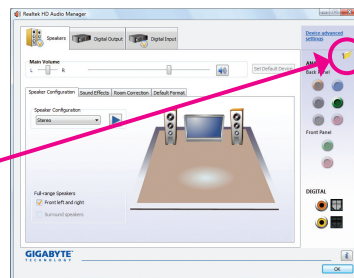 Realtek HD Audio Manager
Speakers
Digital Output
Digital Input
Device advanced
settings
Main Volume
L
R
Set Default Device
ANA
Back Panel
Speaker Configuration
Sound Effects
Room Correction
Default Format
Speaker Configuration
Stereo
Front Panel
Full-range Speakers
Front left and right
Surround speakers
DIGITAL
GIGABYTE
TECHNOLOGY
OK